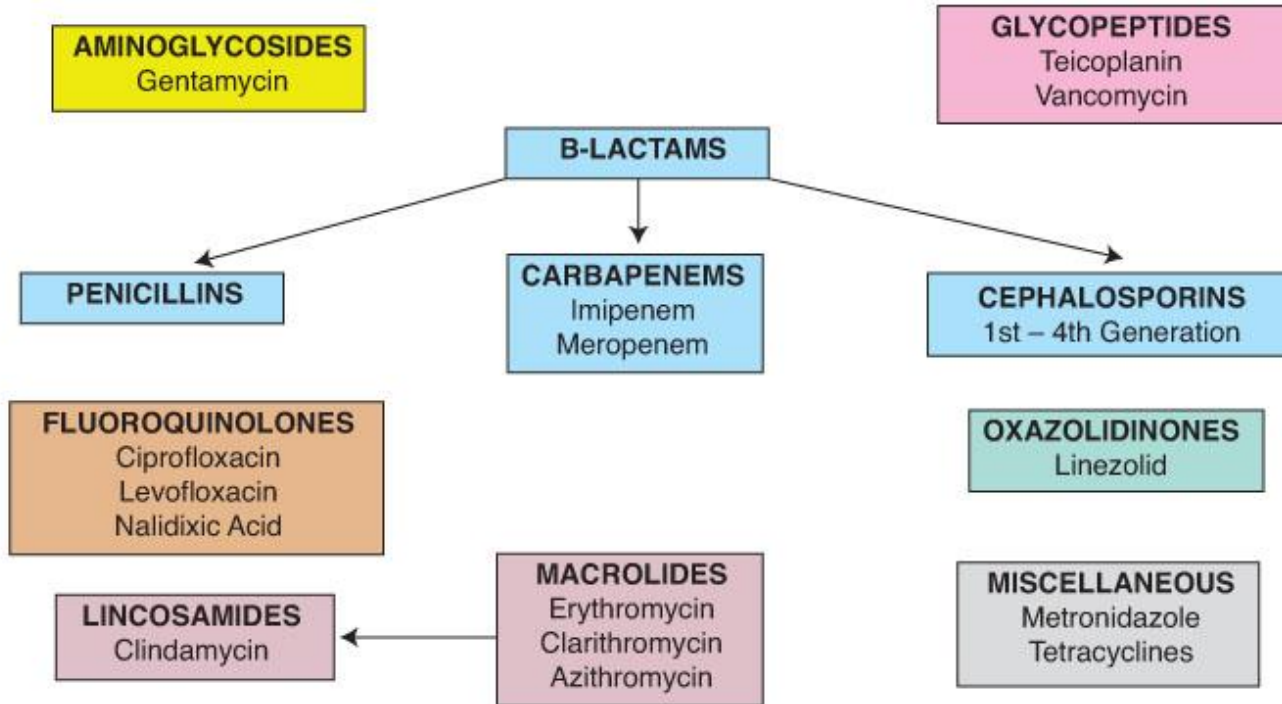 AMINOGLYCOSIDES
Gentamycin
GLYCOPEPTIDES
Teicoplanin
Vancomycin
B-LACTAMS
PENICILLINS
CARBAPENEMS
Imipenem
Meropenem
CEPHALOSPORINS
1st – 4th Generation
FLUOROQUINOLONES
Ciprofloxacin
Levofloxacin
Nalidixic Acid
OXAZOLIDINONES
Linezolid
LINCOSAMIDES
Clindamycin
MACROLIDES
Erythromycin
Clarithromycin
Azithromycin
MISCELLANEOUS
Metronidazole
Tetracyclines